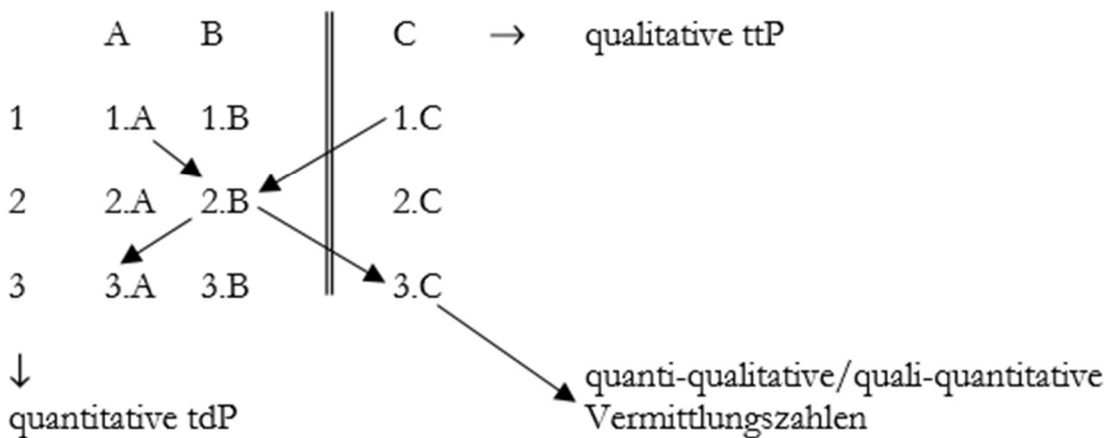 A B C → qualitative ttP
1 1.A 1.B 1.C
2 2.A 2.B 2.C
3 3.A 3.B 3.C
↓ quanti-qualitative/quali-quantitative
quantitative tdP Vermittlungszahlen